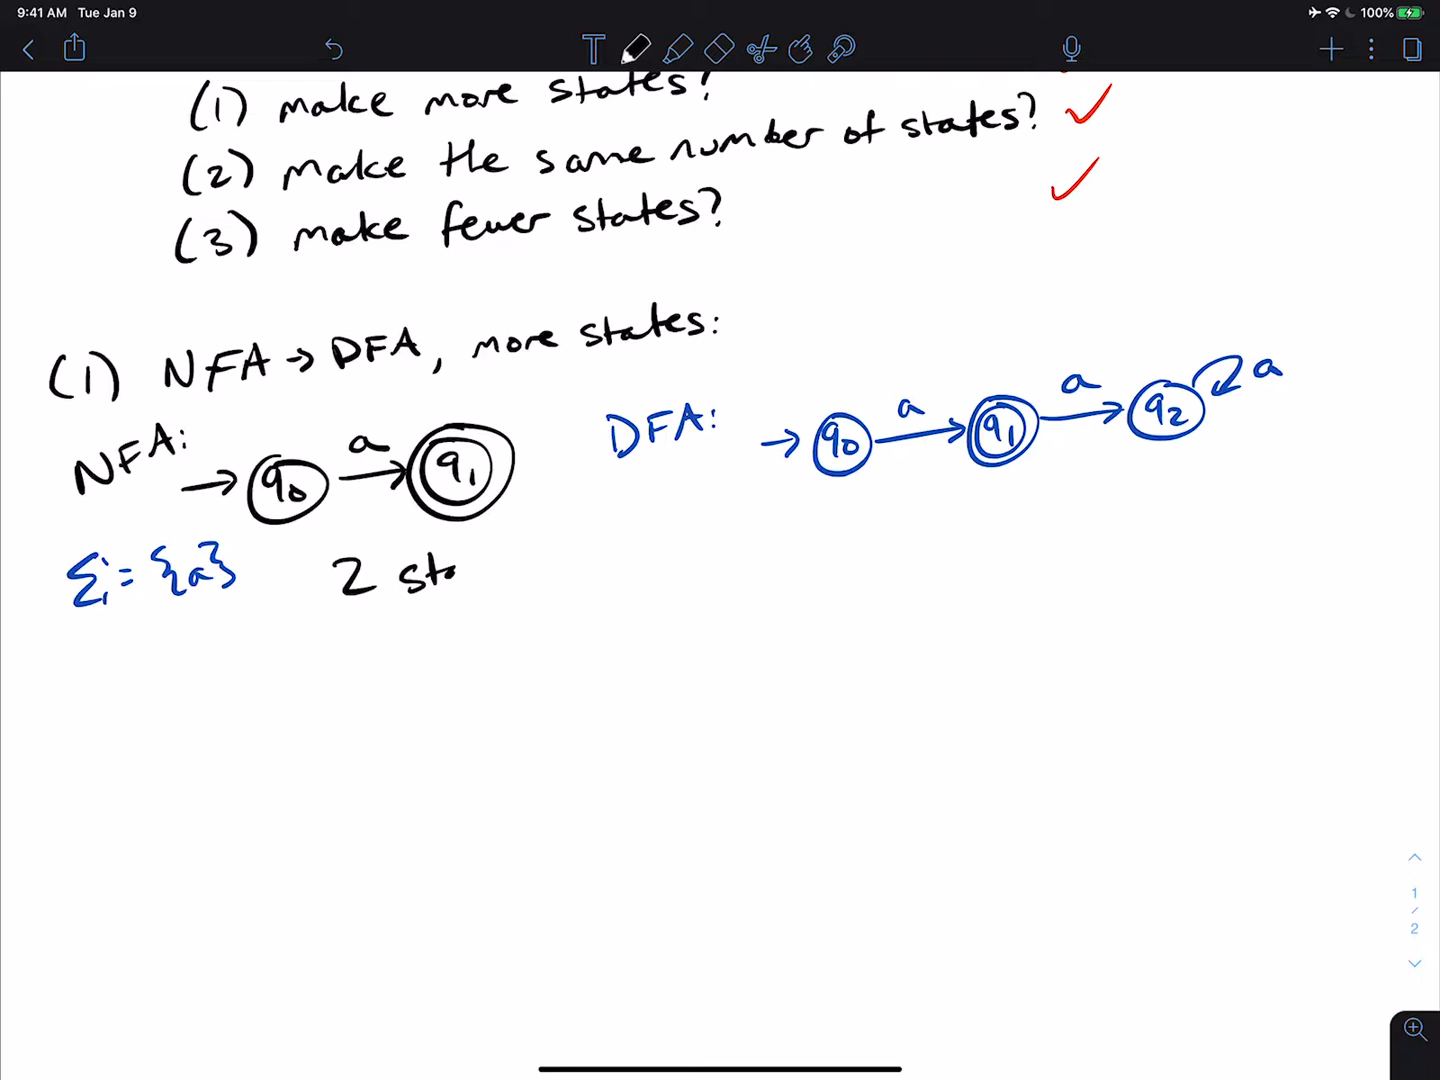 9:41 AM Tue Jan 9 100%
T
(1) make more states?
(2) make the same number of states?
(3) make fewer states?
(1) NFA → DFA, more states:
NFA: → q0 a → q1
DFA: → q0 a → q1 a → q2 a
Σ = {a}
2 sta
1
/
2